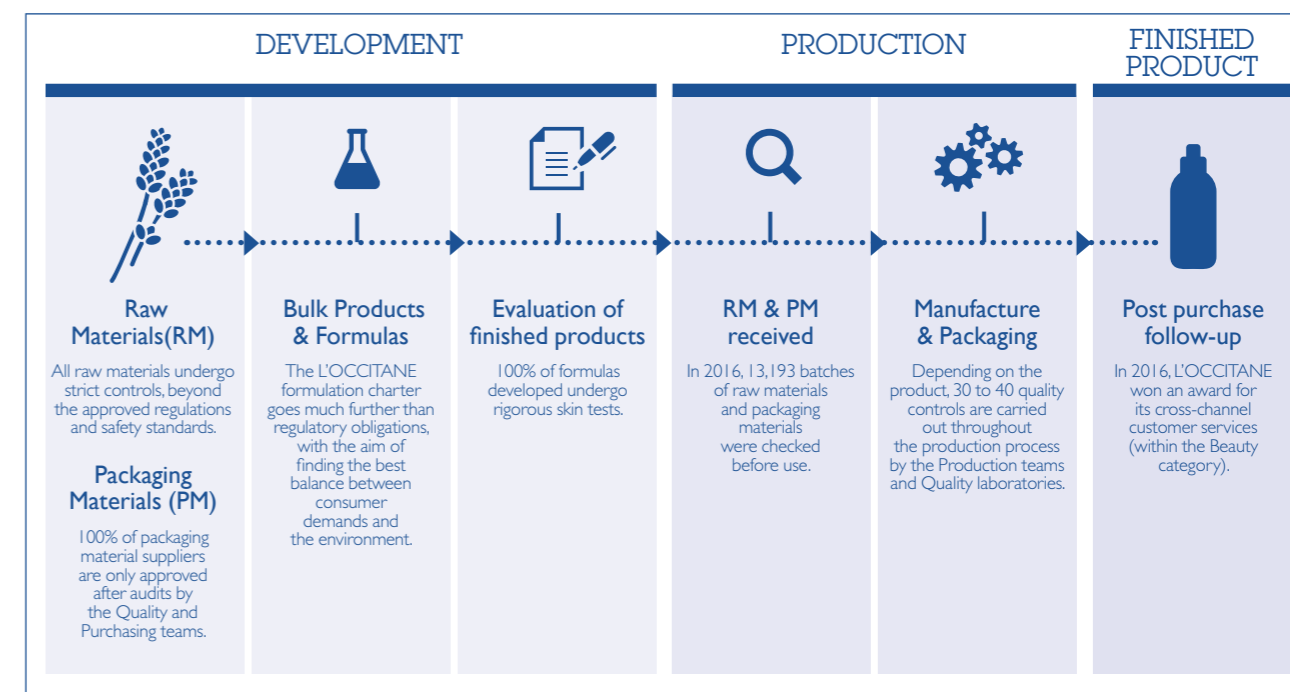 DEVELOPMENT
PRODUCTION
FINISHED
PRODUCT
Raw
Materials(RM)
All raw materials undergo
strict controls, beyond
the approved regulations
and safety standards.
Packaging
Materials (PM)
100% of packaging
material suppliers
are only approved
after audits by
the Quality and
Purchasing teams.
Bulk Products
& Formulas
The L'OCCITANE
formulation charter
goes much further than
regulatory obligations,
with the aim of
finding the best
balance between
consumer
demands and
the environment.
Evaluation of
finished products
100% of formulas
developed undergo
rigorous skin tests.
RM & PM
received
In 2016, 13,193 batches
of raw materials
and packaging
materials
were checked
before use.
Manufacture
& Packaging
Depending on the
product, 30 to 40 quality
controls are carried
out throughout
the production process
by the Production teams
and Quality laboratories.
Post purchase
follow-up
In 2016, L'OCCITANE
won an award for
its cross-channel
customer services
(within the Beauty
category).